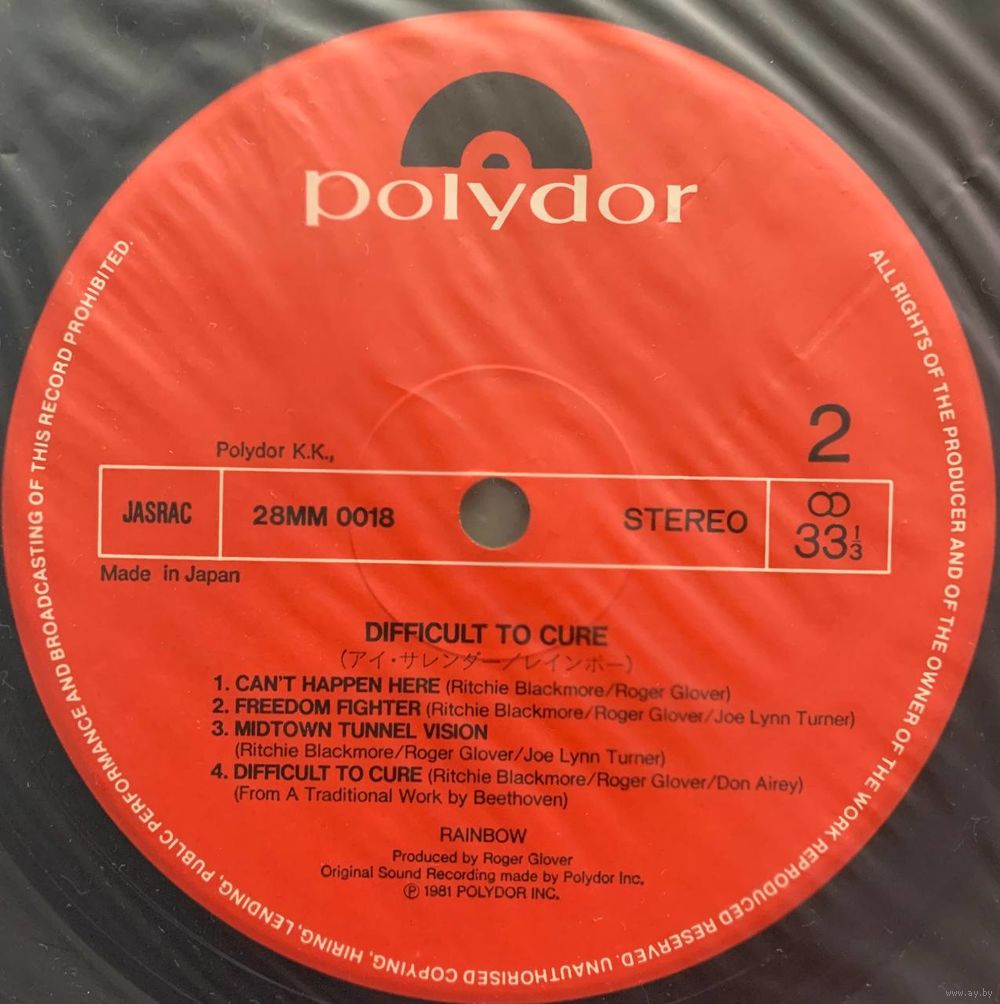 polydor
ALL RIGHTS OF THE PRODUCER AND OF THE OWNER OF THE WORK REPRODUCED RESERVED. UNAUTHORISED COPYING, HIRING, LENDING, PUBLIC PERFORMANCE AND BROADCASTING OF THIS RECORD PROHIBITED.
2
Polydor K.K.,
JASRAC 28MM 0018 STEREO
33 1/3
Made in Japan
DIFFICULT TO CURE
(アイ・サレンダー/レインボー)
1. CAN'T HAPPEN HERE (Ritchie Blackmore/Roger Glover)
2. FREEDOM FIGHTER (Ritchie Blackmore/Roger Glover/Joe Lynn Turner)
3. MIDTOWN TUNNEL VISION
(Ritchie Blackmore/Roger Glover/Joe Lynn Turner)
4. DIFFICULT TO CURE (Ritchie Blackmore/Roger Glover/Don Airey)
(From A Traditional Work by Beethoven)
RAINBOW
Produced by Roger Glover
Original Sound Recording made by Polydor Inc.
℗ 1981 POLYDOR INC.
www.ay.by